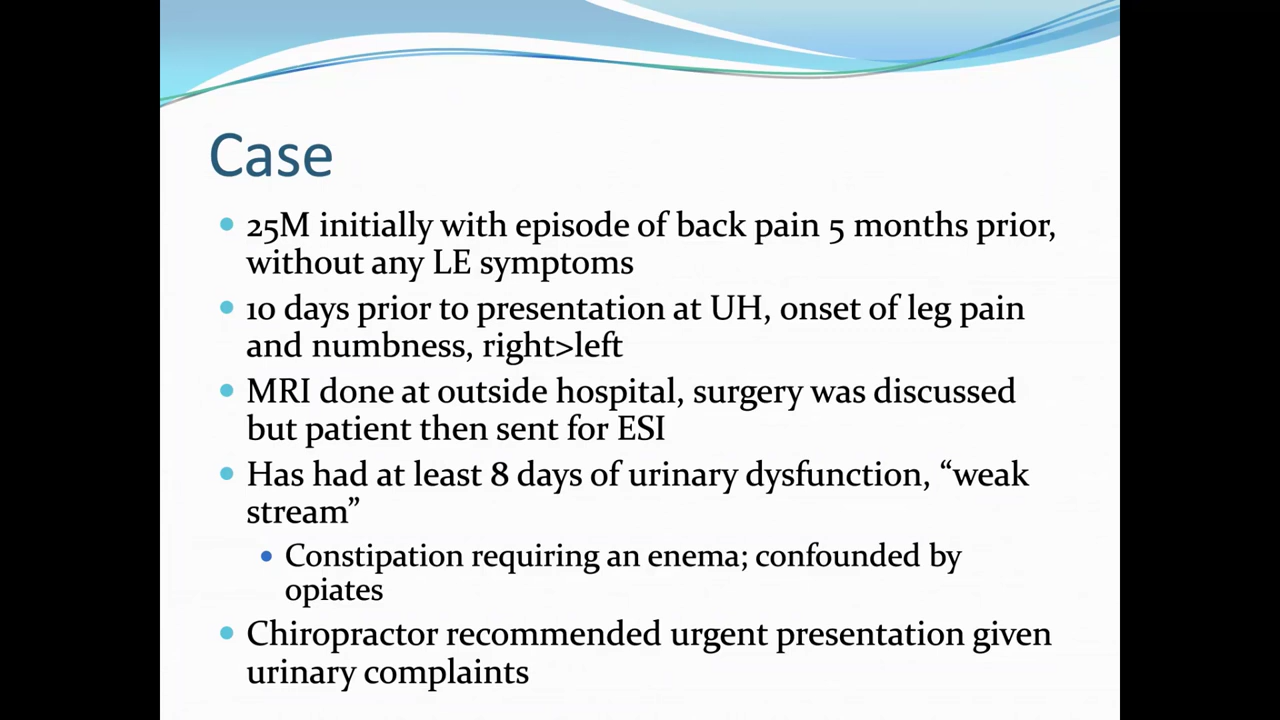 Case
25M initially with episode of back pain 5 months prior,
without any LE symptoms
10 days prior to presentation at UH, onset of leg pain
and numbness, right>left
MRI done at outside hospital, surgery was discussed
but patient then sent for ESI
Has had at least 8 days of urinary dysfunction, “weak
stream”
Constipation requiring an enema; confounded by
opiates
Chiropractor recommended urgent presentation given
urinary complaints